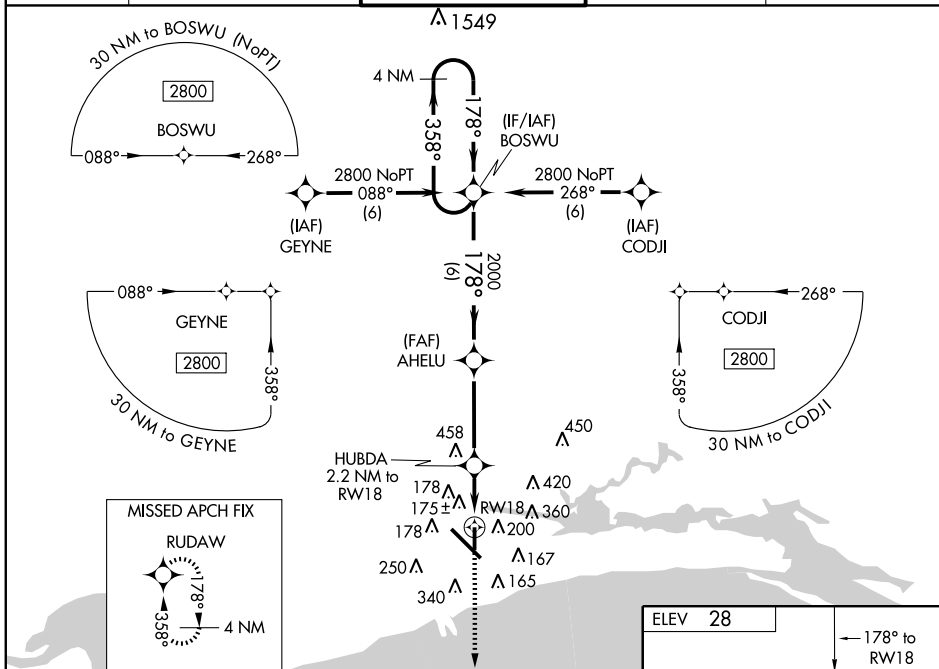 1549
30 NM to BOSWU (NoPT)
2800
BOSWU
088°
268°
4 NM
358°
178°
(IF/IAF)
BOSWU
2800 NoPT
088°
(6)
2800 NoPT
268°
(6)
(IAF)
GEYNE
(IAF)
CODJI
2000
178°
(6)
088°
GEYNE
2800
358°
30 NM to GEYNE
268°
CODJI
2800
358°
30 NM to CODJI
(FAF)
AHELU
458
450
HUBDA
2.2 NM to
RW18
420
178
175±
RW18
360
178
200
250
167
340
165
MISSED APCH FIX
RUDAW
178°
358°
4 NM
ELEV 28
178° to
RW18